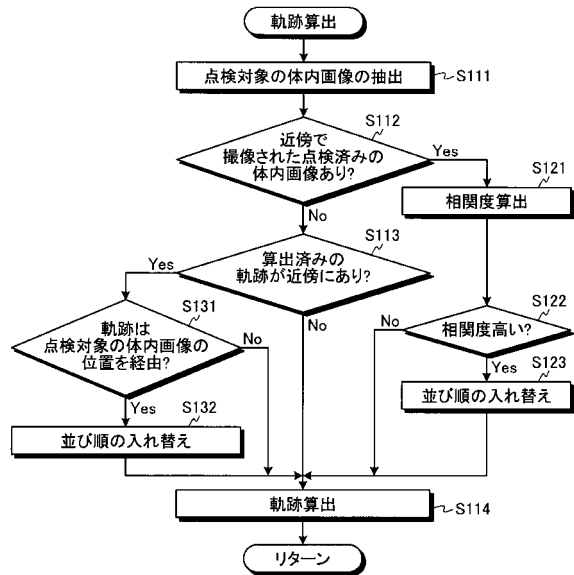 軌跡算出
点検対象の体内画像の抽出
S111
S112
近傍で
撮像された点検済みの
体内画像あり?
Yes
No
S121
相関度算出
S113
算出済みの
軌跡が近傍にあり?
Yes
No
S131
軌跡は
点検対象の体内画像の
位置を経由?
No
Yes
S122
相関度高い?
No
Yes
S132
並び順の入れ替え
S123
並び順の入れ替え
軌跡算出
S114
リターン